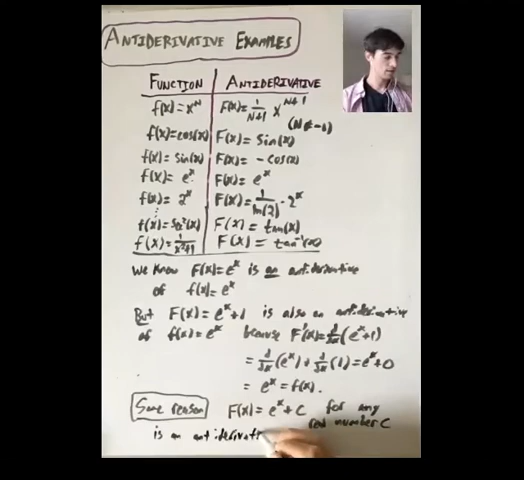 ANTIDERIVATIVE EXAMPLES
FUNCTION | ANTIDERIVATIVE
f(x) = x^N | F(x) = 1/(N+1) x^(N+1)
(N ≠ -1)
f(x) = cos(x) | F(x) = sin(x)
f(x) = sin(x) | F(x) = -cos(x)
f(x) = e^x | F(x) = e^x
f(x) = 2^x | F(x) = 1/ln(2) · 2^x
⋮
f(x) = sec²(x) | F(x) = tan(x)
f(x) = 1/(x²+1) | F(x) = tan⁻¹(x)
We know F(x) = e^x is an antiderivative
of f(x) = e^x
But F(x) = e^x + 1 is also an antiderivative
of f(x) = e^x because F'(x) = d/dx (e^x + 1)
= d/dx (e^x) + d/dx (1) = e^x + 0
= e^x = f(x).
Same reason F(x) = e^x + C for any
real number C
is an antiderivati